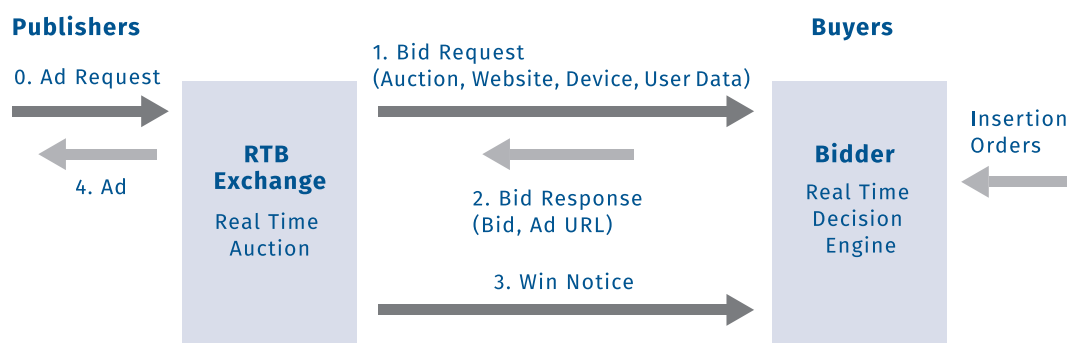 Publishers
0. Ad Request
4. Ad
RTB
Exchange
Real Time
Auction
1. Bid Request
(Auction, Website, Device, User Data)
2. Bid Response
(Bid, Ad URL)
3. Win Notice
Buyers
Bidder
Real Time
Decision
Engine
Insertion
Orders